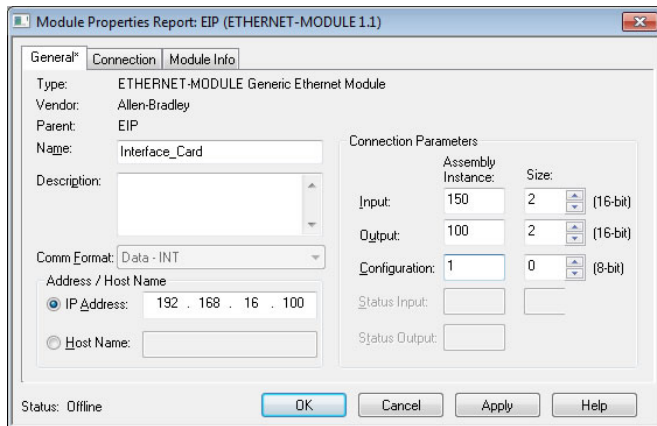 Module Properties Report: EIP (ETHERNET-MODULE 1.1)
General* Connection Module Info
Type: ETHERNET-MODULE Generic Ethernet Module
Vendor: Allen-Bradley
Parent: EIP
Name: Interface_Card
Description:
Comm Format: Data - INT
Address / Host Name
IP Address: 192 . 168 . 16 . 100
Host Name:
Connection Parameters
Assembly Instance: Size:
Input: 150 2 (16-bit)
Output: 100 2 (16-bit)
Configuration: 1 0 (8-bit)
Status Input:
Status Output:
Status: Offline OK Cancel Apply Help